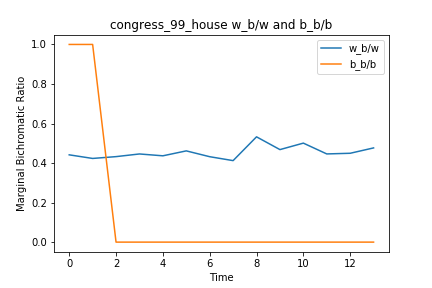 congress_99_house w_b/w and b_b/b
w_b/w
b_b/b
Marginal Bichromatic Ratio
1.0
0.8
0.6
0.4
0.2
0.0
0 2 4 6 8 10 12
Time